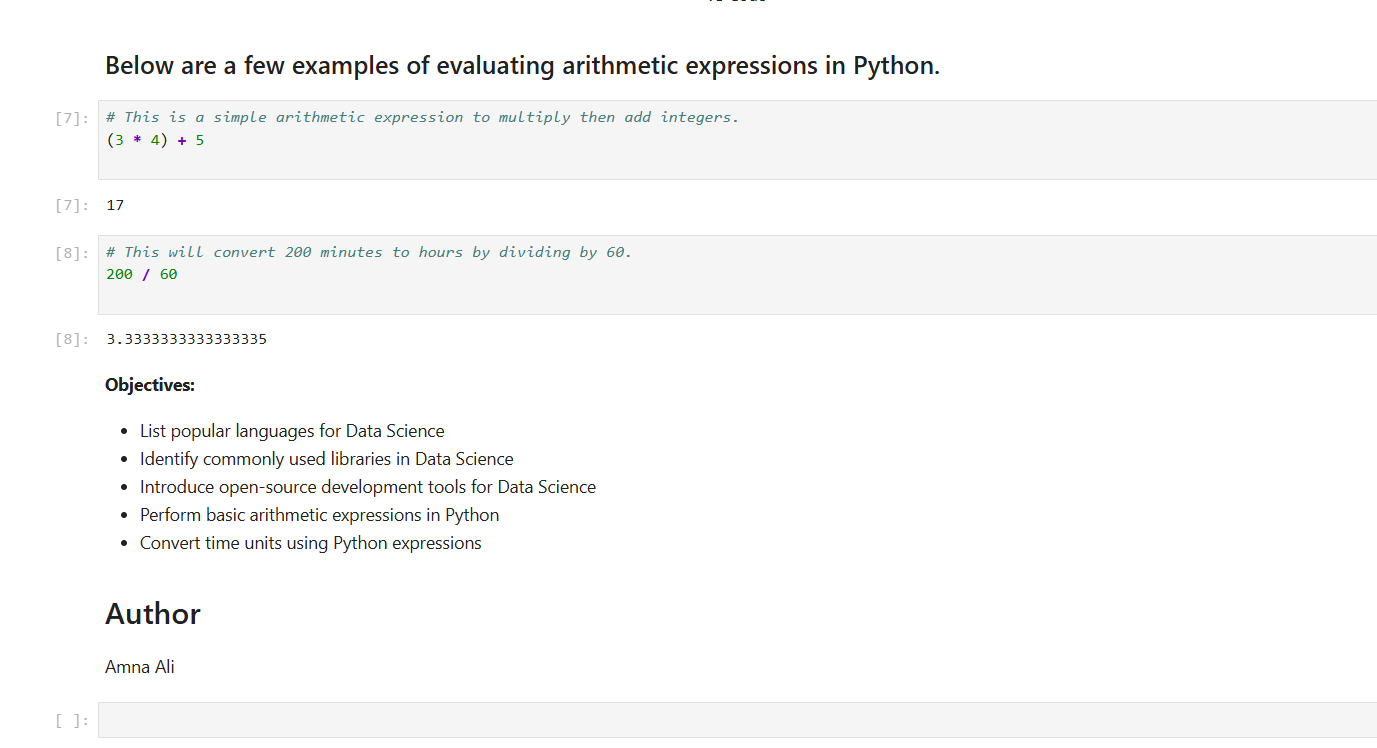 Below are a few examples of evaluating arithmetic expressions in Python.
[7]: # This is a simple arithmetic expression to multiply then add integers.
(3 * 4) + 5
[7]: 17
[8]: # This will convert 200 minutes to hours by dividing by 60.
200 / 60
[8]: 3.3333333333333335
Objectives:
• List popular languages for Data Science
• Identify commonly used libraries in Data Science
• Introduce open-source development tools for Data Science
• Perform basic arithmetic expressions in Python
• Convert time units using Python expressions
Author
Amna Ali
[ ]: